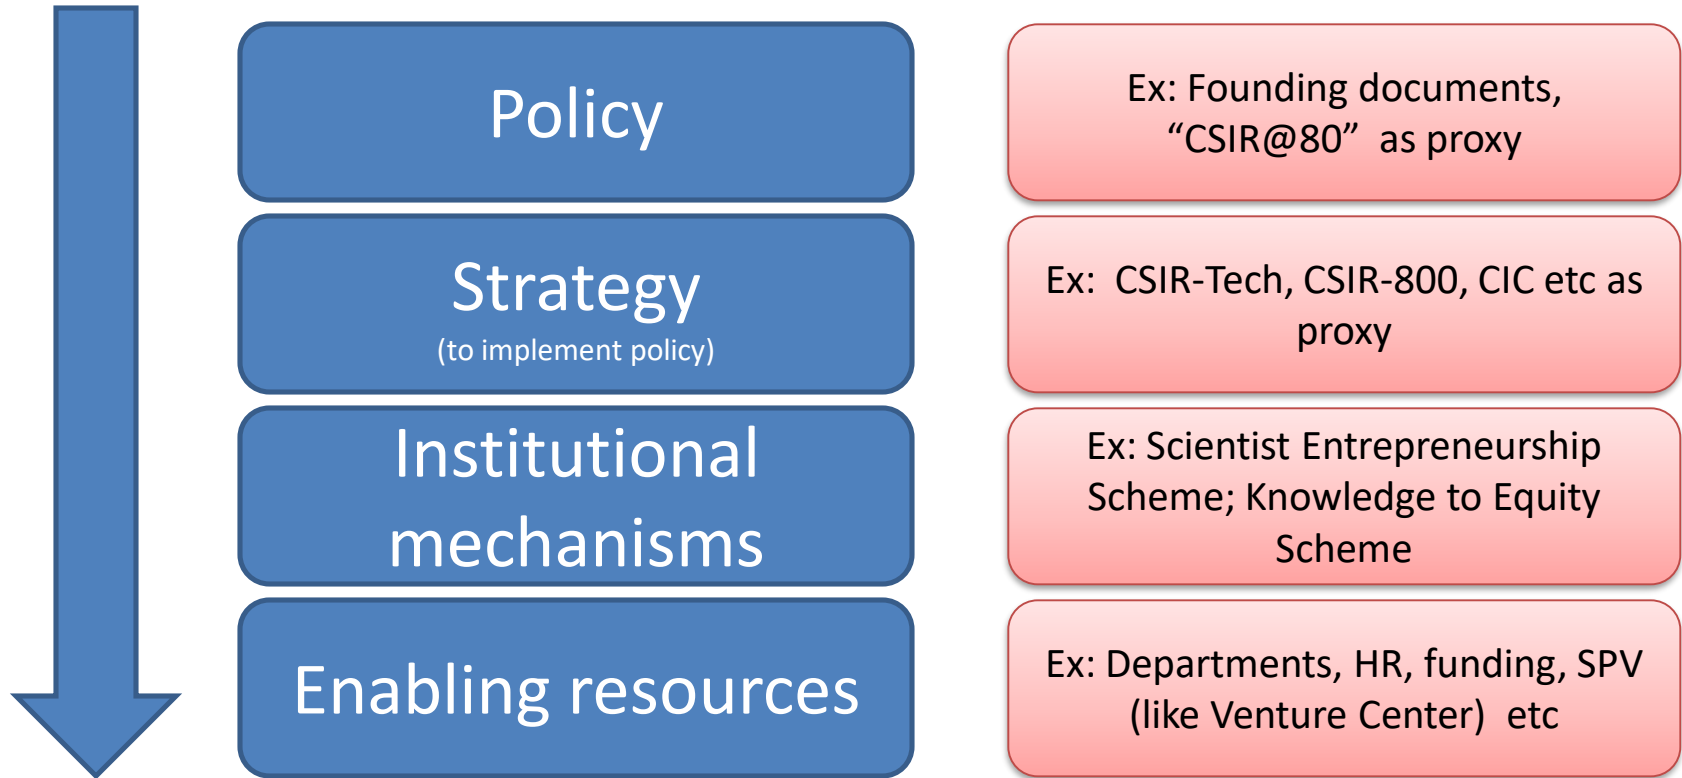 Policy
Ex: Founding documents,
“CSIR@80” as proxy
Strategy
(to implement policy)
Ex: CSIR-Tech, CSIR-800, CIC etc as
proxy
Institutional
mechanisms
Ex: Scientist Entrepreneurship
Scheme; Knowledge to Equity
Scheme
Enabling resources
Ex: Departments, HR, funding, SPV
(like Venture Center) etc